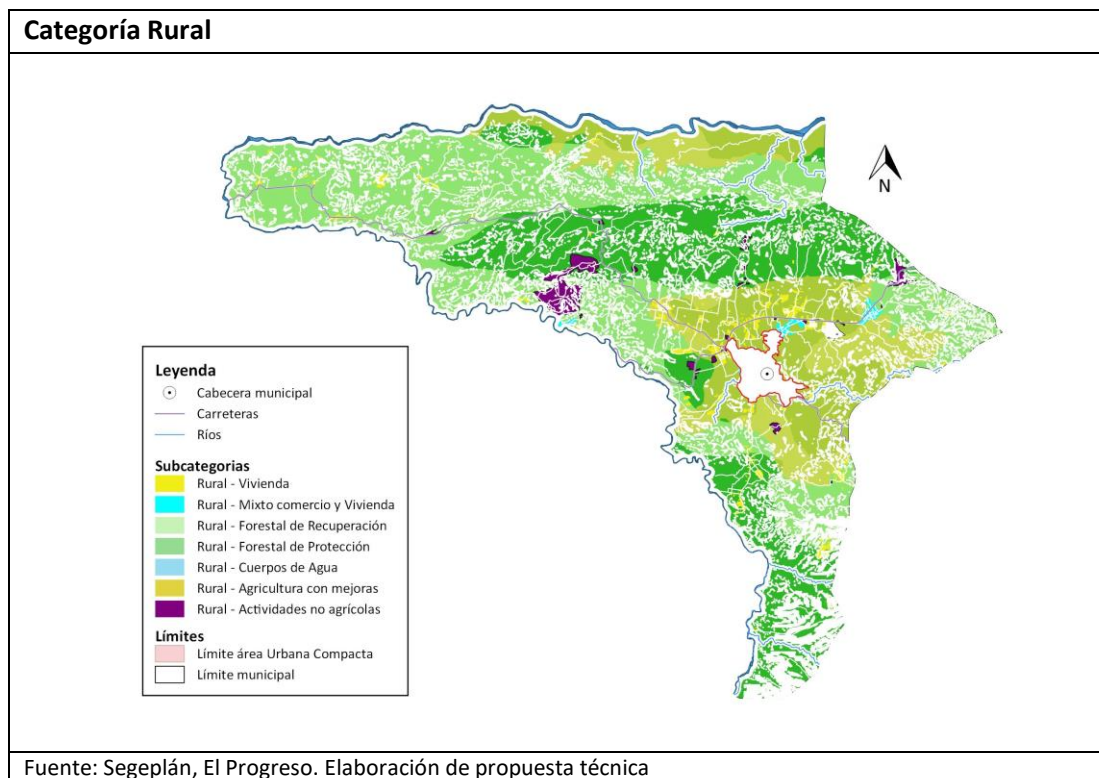 Categoría Rural
N
Leyenda
Cabecera municipal
Carreteras
Ríos
Subcategorias
Rural - Vivienda
Rural - Mixto comercio y Vivienda
Rural - Forestal de Recuperación
Rural - Forestal de Protección
Rural - Cuerpos de Agua
Rural - Agricultura con mejoras
Rural - Actividades no agrícolas
Límites
Límite área Urbana Compacta
Límite municipal
Fuente: Segeplán, El Progreso. Elaboración de propuesta técnica